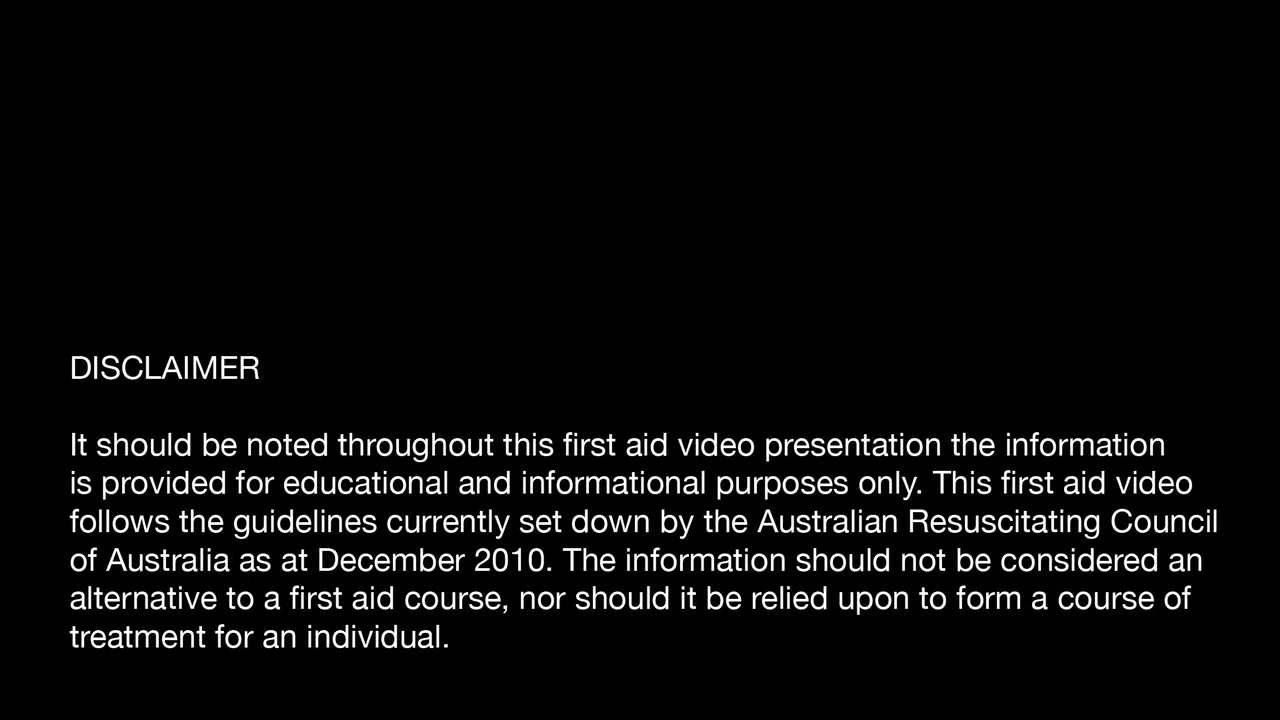 DISCLAIMER
It should be noted throughout this first aid video presentation the information
is provided for educational and informational purposes only. This first aid video
follows the guidelines currently set down by the Australian Resuscitating Council
of Australia as at December 2010. The information should not be considered an
alternative to a first aid course, nor should it be relied upon to form a course of
treatment for an individual.